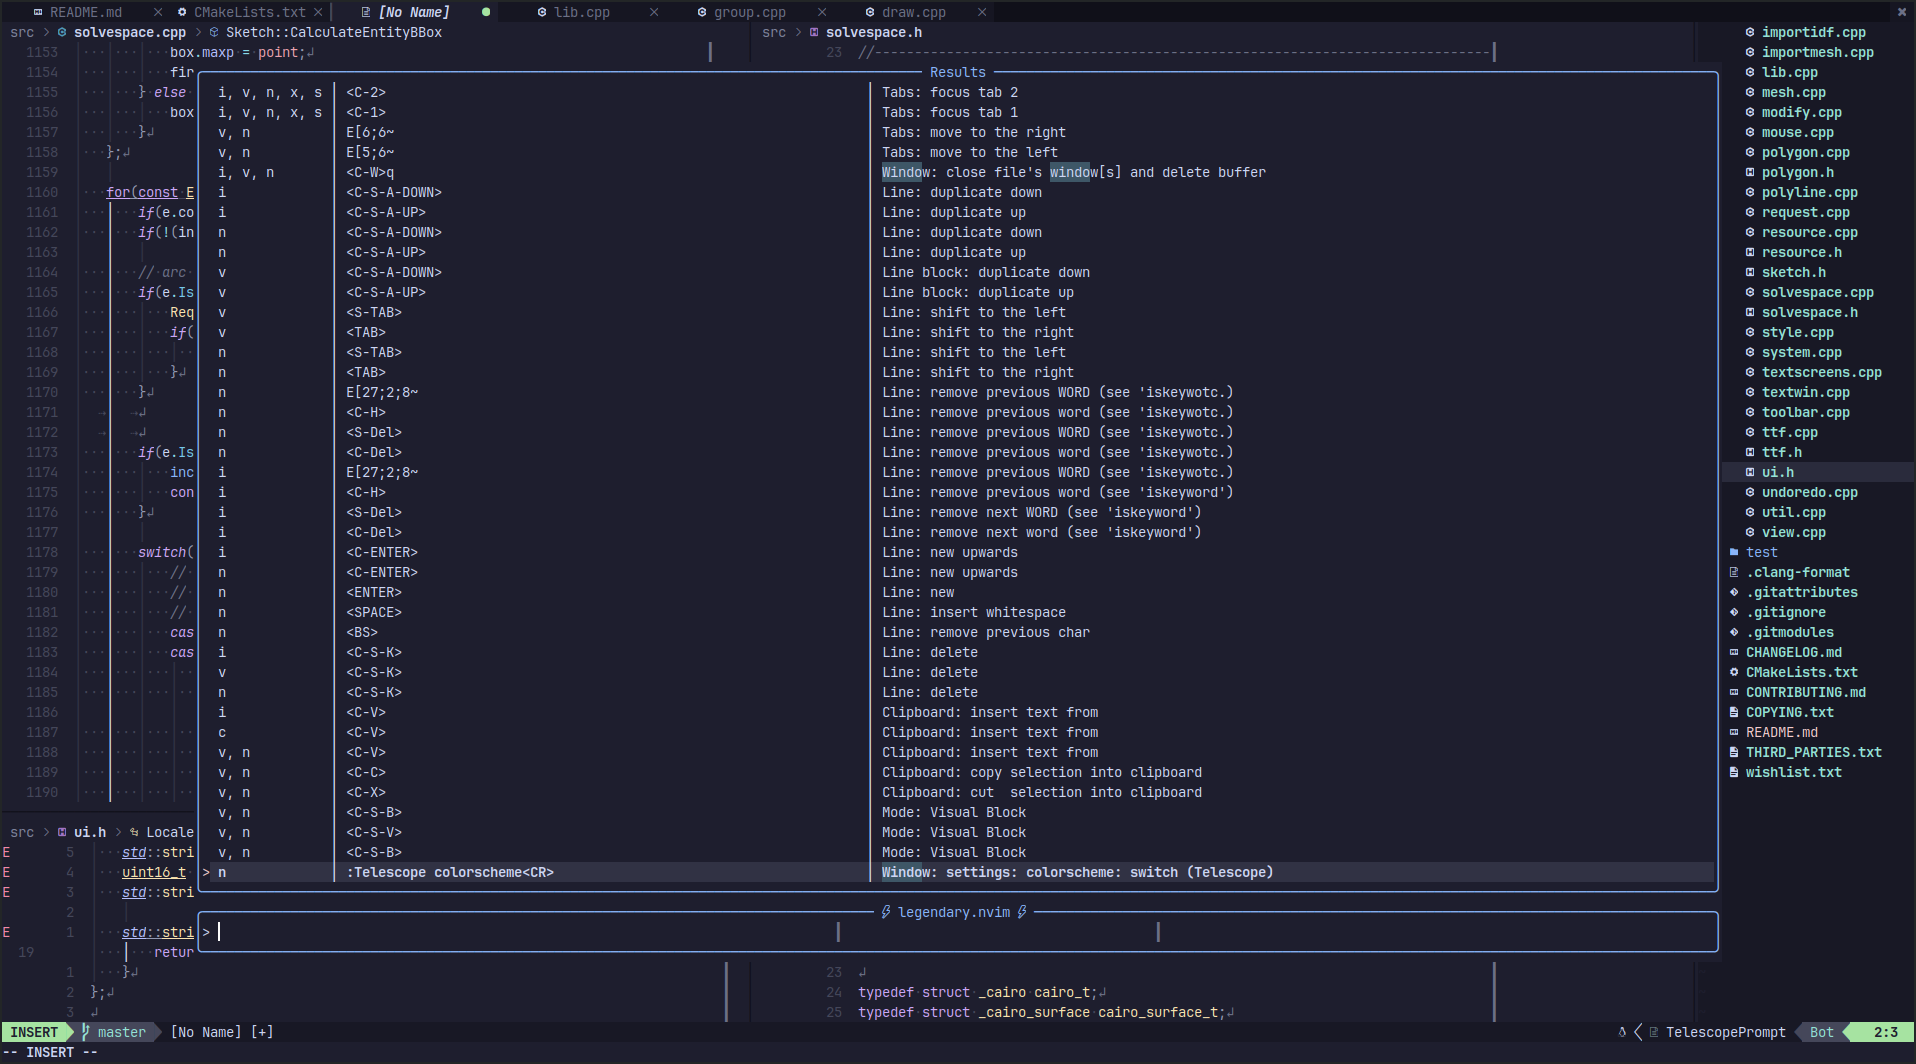 README.md CMakeLists.txt [No Name] lib.cpp group.cpp draw.cpp
src > solvespace.cpp > Sketch::CalculateEntityBBox
src > solvespace.h
1153 box.maxp = point;
23 //
1154 fir
1155 } else
1156 box
1157 }
1158 };
1159
1160 for(const E
1161 if(e.co
1162 if(!(in
1163
1164 // arc
1165 if(e.Is
1166 Req
1167 if(
1168
1169 }
1170 }
1171
1172
1173 if(e.Is
1174 inc
1175 con
1176 }
1177
1178 switch(
1179 //
1180 //
1181 //
1182 cas
1183 cas
1184
1185
1186
1187
1188
1189
1190
Results
i, v, n, x, s <C-2> Tabs: focus tab 2
i, v, n, x, s <C-1> Tabs: focus tab 1
v, n E[6;6~ Tabs: move to the right
v, n E[5;6~ Tabs: move to the left
i, v, n <C-W>q Window: close file's window[s] and delete buffer
i <C-S-A-DOWN> Line: duplicate down
i <C-S-A-UP> Line: duplicate up
n <C-S-A-DOWN> Line: duplicate down
n <C-S-A-UP> Line: duplicate up
v <C-S-A-DOWN> Line block: duplicate down
v <C-S-A-UP> Line block: duplicate up
v <S-TAB> Line: shift to the left
v <TAB> Line: shift to the right
n <S-TAB> Line: shift to the left
n <TAB> Line: shift to the right
n E[27;2;8~ Line: remove previous WORD (see 'iskeywotc.)
n <C-H> Line: remove previous word (see 'iskeywotc.)
n <S-Del> Line: remove previous WORD (see 'iskeywotc.)
n <C-Del> Line: remove previous word (see 'iskeywotc.)
i E[27;2;8~ Line: remove previous WORD (see 'iskeywotc.)
i <C-H> Line: remove previous word (see 'iskeyword')
i <S-Del> Line: remove next WORD (see 'iskeyword')
i <C-Del> Line: remove next word (see 'iskeyword')
i <C-ENTER> Line: new upwards
n <C-ENTER> Line: new upwards
n <ENTER> Line: new
n <SPACE> Line: insert whitespace
n <BS> Line: remove previous char
i <C-S-K> Line: delete
v <C-S-K> Line: delete
n <C-S-K> Line: delete
i <C-V> Clipboard: insert text from
c <C-V> Clipboard: insert text from
v, n <C-V> Clipboard: insert text from
v, n <C-C> Clipboard: copy selection into clipboard
v, n <C-X> Clipboard: cut  selection into clipboard
v, n <C-S-B> Mode: Visual Block
v, n <C-S-V> Mode: Visual Block
v, n <C-S-B> Mode: Visual Block
> n :Telescope colorscheme<CR> Window: settings: colorscheme: switch (Telescope)
legendary.nvim
>
src > ui.h > Locale
E 5 std::stri
E 4 uint16_t
E 3 std::stri
2
E 1 std::stri
19 retur
1 }
2 };
3
23
24 typedef struct _cairo cairo_t;
25 typedef struct _cairo_surface cairo_surface_t;
importidf.cpp
importmesh.cpp
lib.cpp
mesh.cpp
modify.cpp
mouse.cpp
polygon.cpp
polygon.h
polyline.cpp
request.cpp
resource.cpp
resource.h
sketch.h
solvespace.cpp
solvespace.h
style.cpp
system.cpp
textscreens.cpp
textwin.cpp
toolbar.cpp
ttf.cpp
ttf.h
ui.h
undoredo.cpp
util.cpp
view.cpp
test
.clang-format
.gitattributes
.gitignore
.gitmodules
CHANGELOG.md
CMakeLists.txt
CONTRIBUTING.md
COPYING.txt
README.md
THIRD_PARTIES.txt
wishlist.txt
INSERT master [No Name] [+] TelescopePrompt Bot 2:3
-- INSERT --